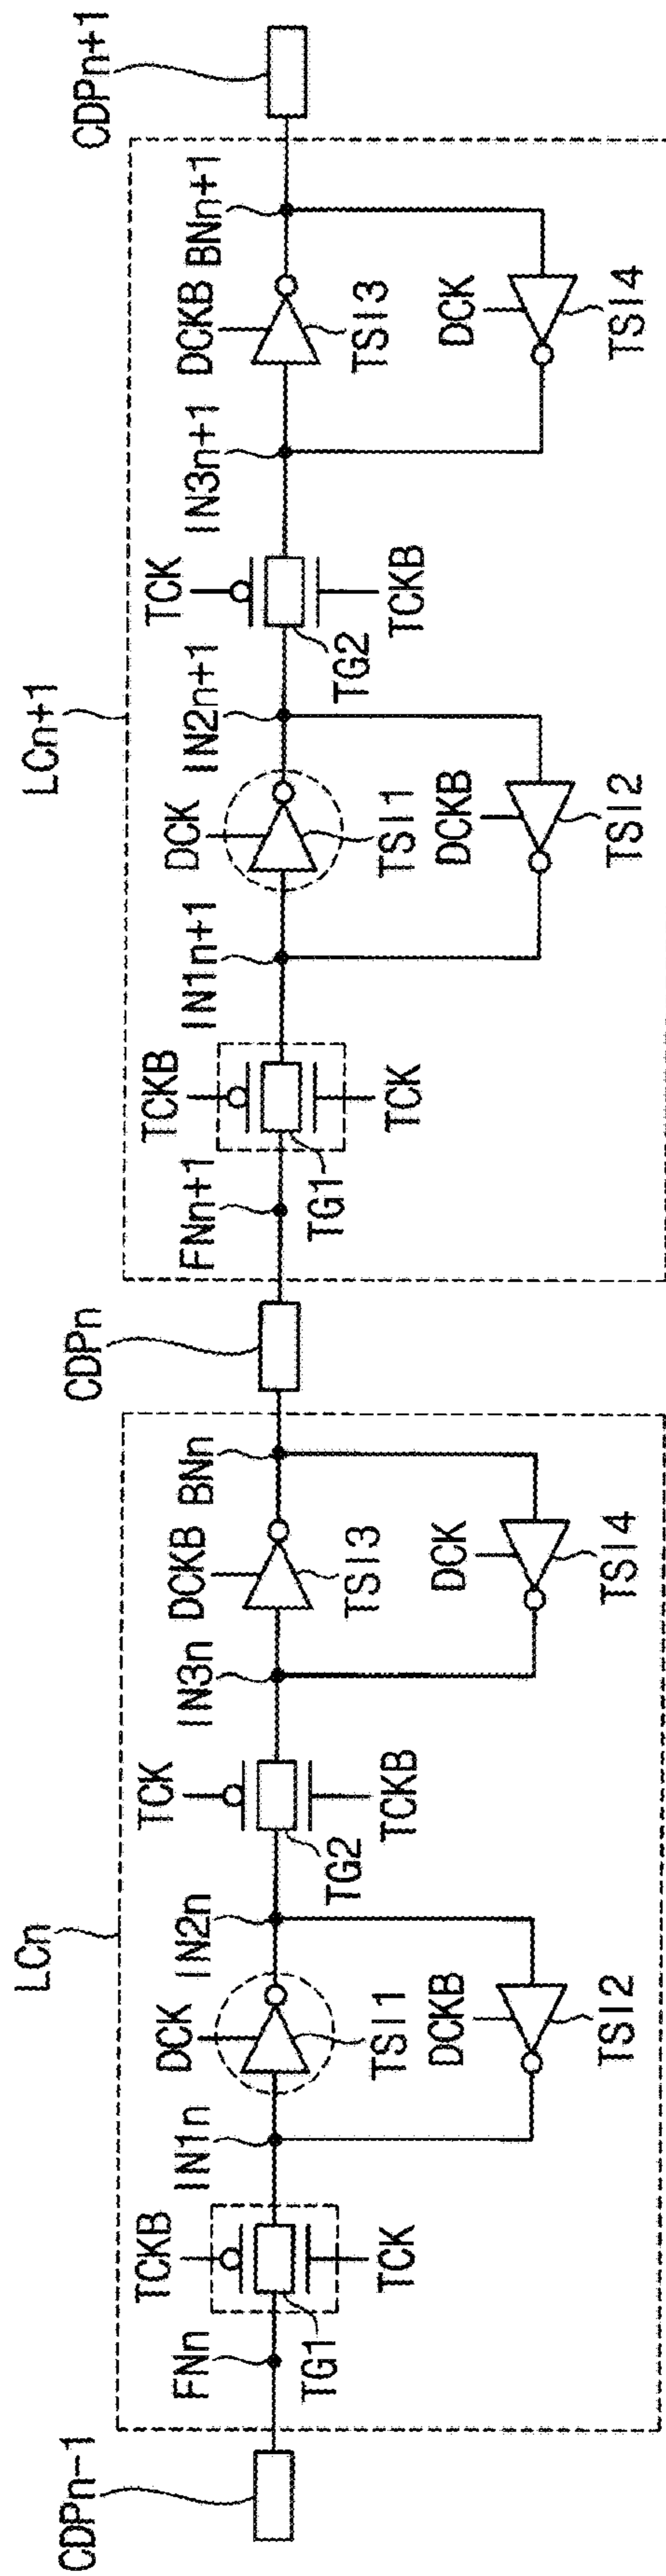 LCn
LCn+1
CDPn-1
FNn
TCKB
TG1
TCK
IN1n
DCK
TSI1
DCKB
TSI2
IN2n
TCK
TG2
TCKB
IN3n
DCKB
TSI3
DCK
TSI4
BNn
CDPn
FNn+1
TCKB
TG1
TCK
IN1n+1
DCK
TSI1
DCKB
TSI2
IN2n+1
TCK
TG2
TCKB
IN3n+1
DCKB
TSI3
DCK
TSI4
BNn+1
CDPn+1